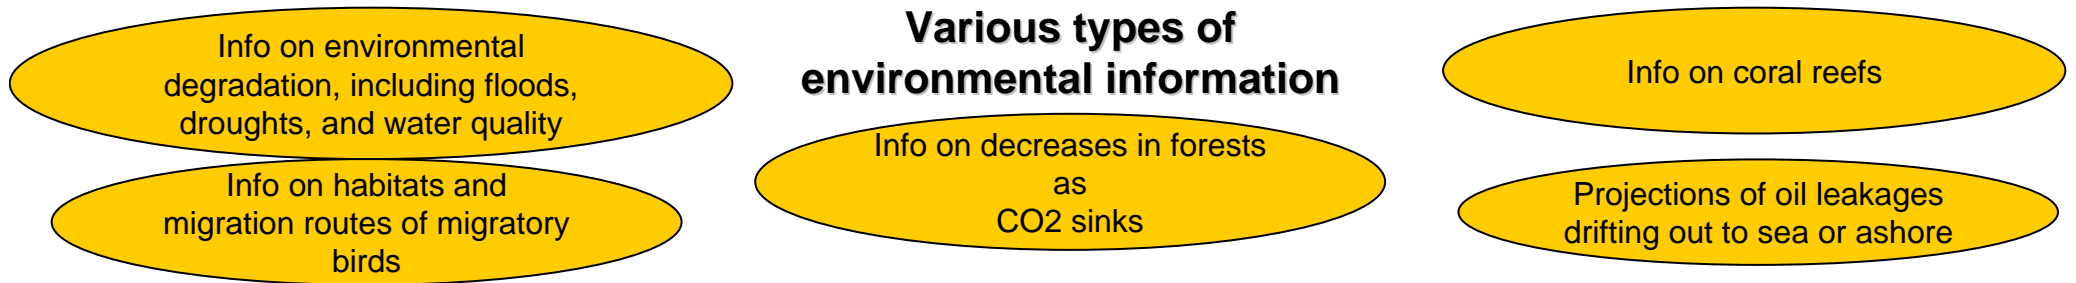 Various types of
environmental information
Info on environmental
degradation, including floods,
droughts, and water quality
Info on habitats and
migration routes of migratory
birds
Info on decreases in forests
as
CO2 sinks
Info on coral reefs
Projections of oil leakages
drifting out to sea or ashore